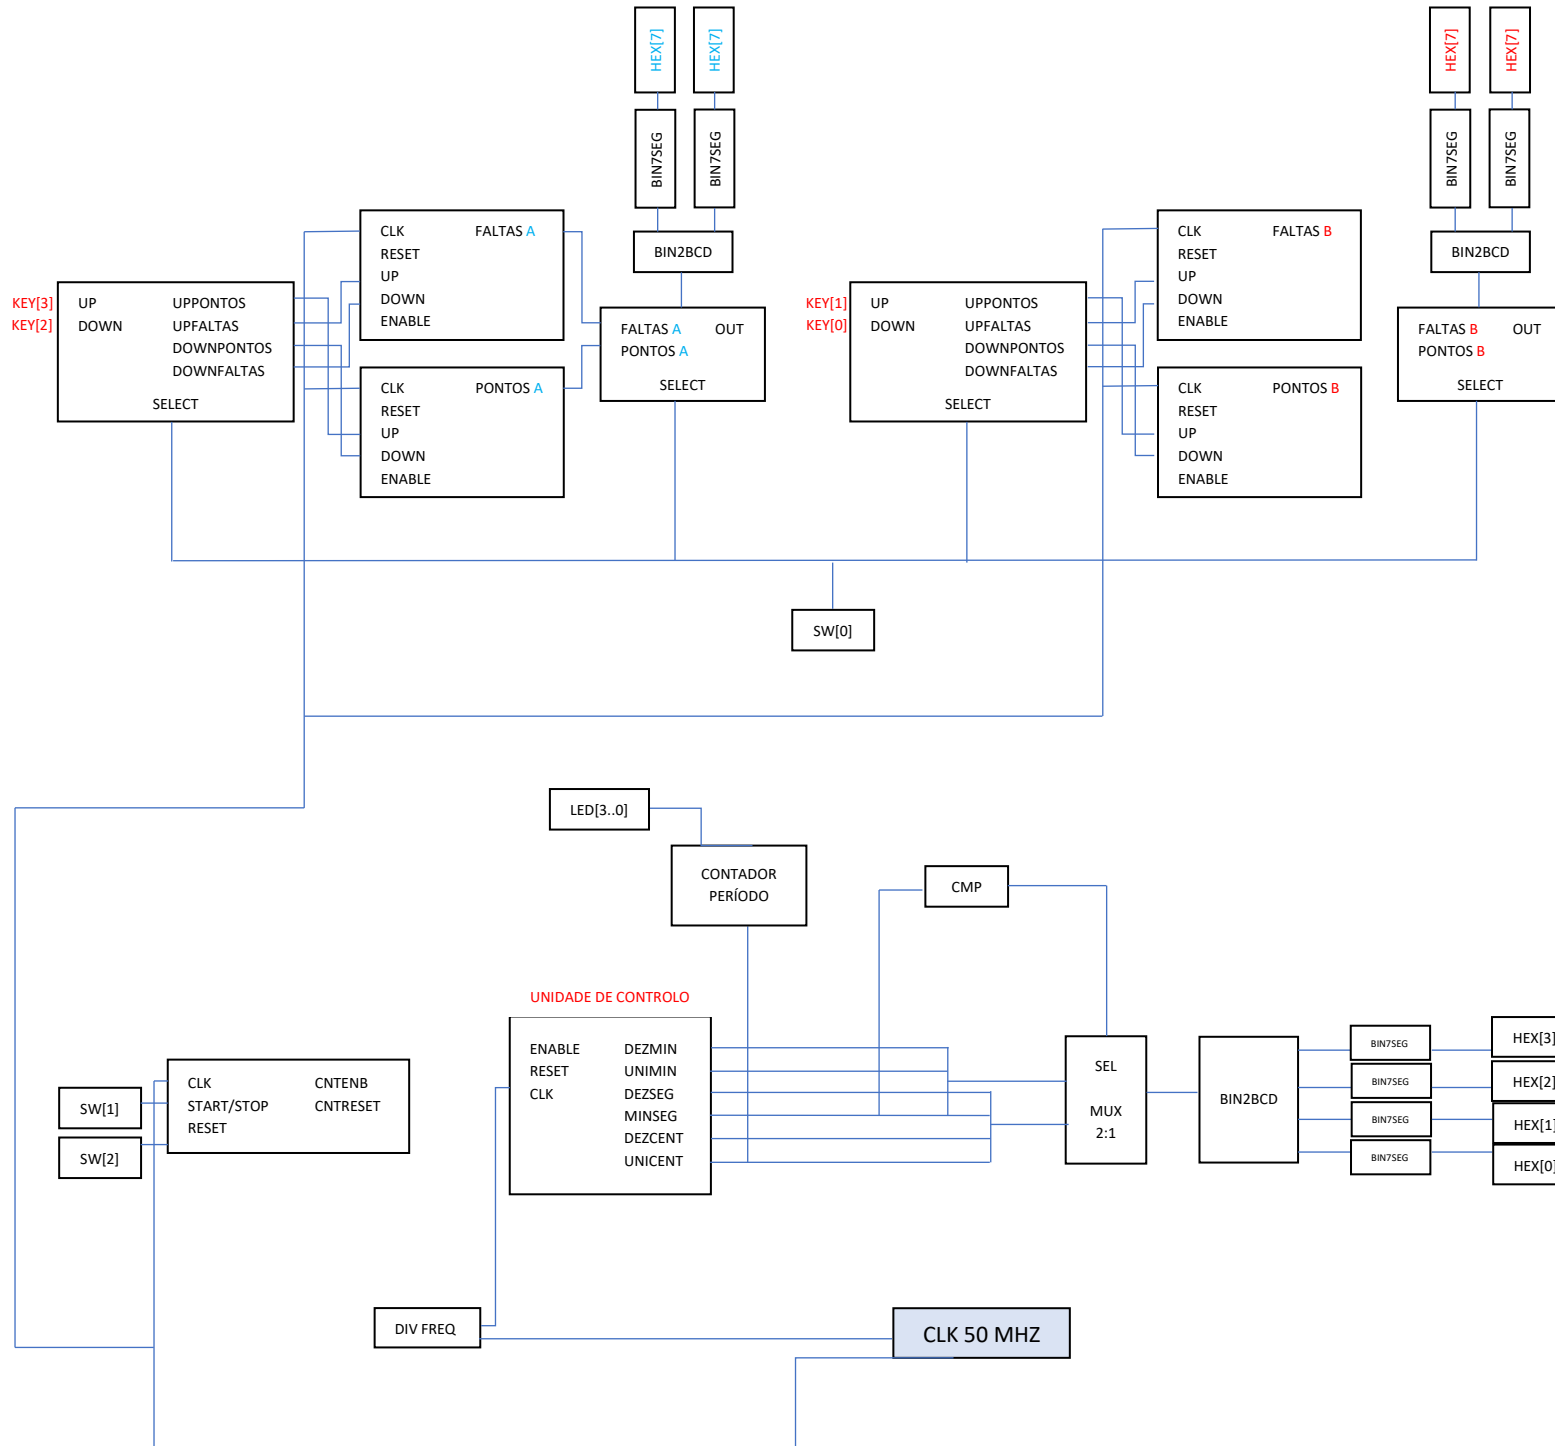 HEX[7]
HEX[7]
HEX[7]
HEX[7]
BIN7SEG
BIN7SEG
BIN7SEG
BIN7SEG
BIN2BCD
BIN2BCD
CLK FALTAS A
RESET
UP
DOWN
ENABLE
CLK FALTAS B
RESET
UP
DOWN
ENABLE
KEY[3]
KEY[2]
UP UPPONTOS
DOWN UPFALTAS
DOWNPONTOS
DOWNFALTAS
SELECT
FALTAS A OUT
PONTOS A
SELECT
KEY[1]
KEY[0]
UP UPPONTOS
DOWN UPFALTAS
DOWNPONTOS
DOWNFALTAS
SELECT
FALTAS B OUT
PONTOS B
SELECT
CLK PONTOS A
RESET
UP
DOWN
ENABLE
CLK PONTOS B
RESET
UP
DOWN
ENABLE
SW[0]
LED[3..0]
CONTADOR
PERÍODO
CMP
UNIDADE DE CONTROLO
ENABLE DEZMIN
RESET UNIMIN
CLK DEZSEG
MINSEG
DEZCENT
UNICENT
SW[1]
SW[2]
CLK CNTENB
START/STOP CNTRESET
RESET
SEL
MUX
2:1
BIN2BCD
BIN7SEG
BIN7SEG
BIN7SEG
BIN7SEG
HEX[3]
HEX[2]
HEX[1]
HEX[0]
DIV FREQ
CLK 50 MHZ